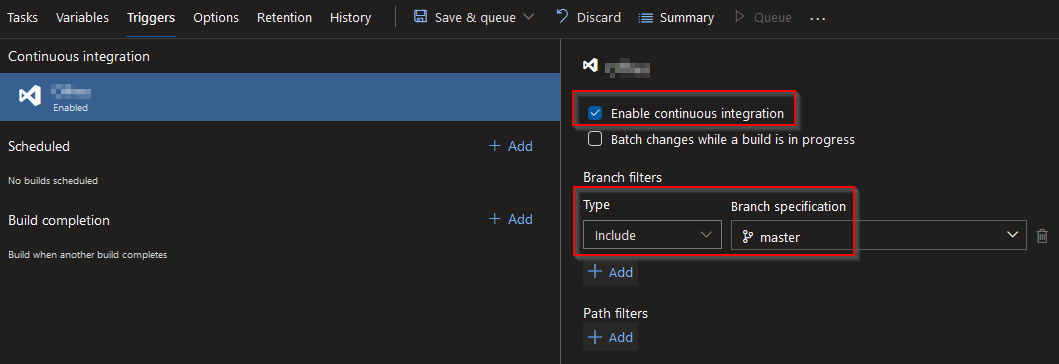 Tasks Variables Triggers Options Retention History Save & queue Discard Summary Queue ...
Continuous integration
Enabled
Scheduled + Add
No builds scheduled
Build completion + Add
Build when another build completes
Enable continuous integration
Batch changes while a build is in progress
Branch filters
Type Branch specification
Include master
+ Add
Path filters
+ Add